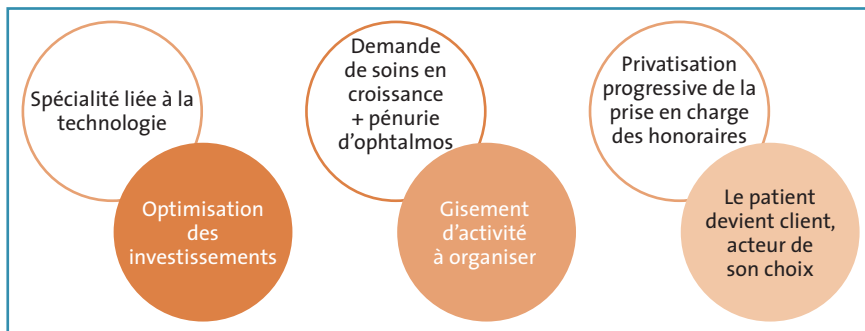 Spécialité liée à la
technologie
Optimisation
des
investissements
Demande
de soins en
croissance
+ pénurie
d’ophtalmos
Gisement
d’activité
à organiser
Privatisation
progressive de la
prise en charge
des honoraires
Le patient
devient client,
acteur de
son choix